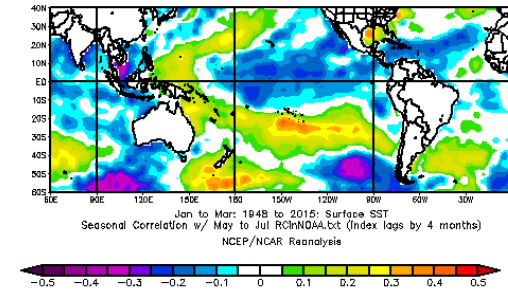 40N
30N
20N
10N
EQ
10S
20S
30S
40S
50S
60S
60E 90E 120E 150E 180 150W 120W 90W 60W 30W
Jan to Mar: 1948 to 2015: Surface SST
Seasonal Correlation w/ May to Jul RCInNOAA.txt (index lags by 4 months)
NCEP/NCAR Reanalysis
-0.5 -0.4 -0.3 -0.2 -0.1 0 0.1 0.2 0.3 0.4 0.5